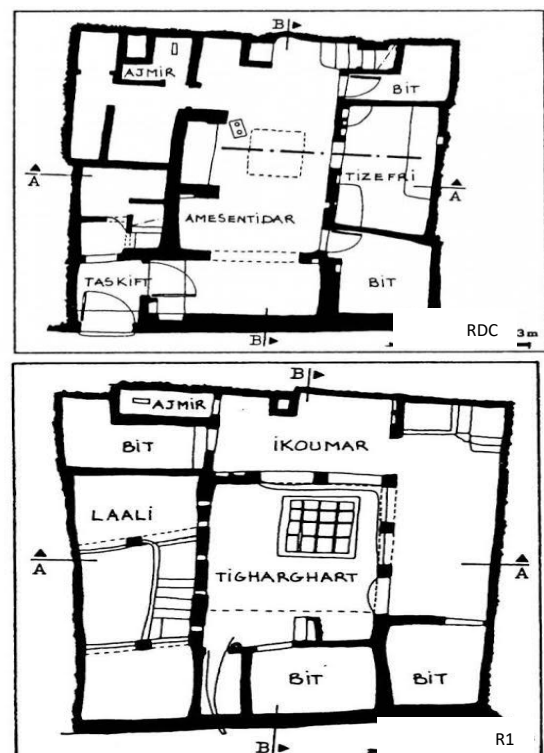 B
AJMIR
BIT
A
TIZEFRI
A
AMESENTIDAR
TASKIFT
BIT
RDC
3m
B
B
AJMIR
BIT
IKOUMAR
LAALI
A
A
TIGHARGHART
BIT
BIT
R1
B